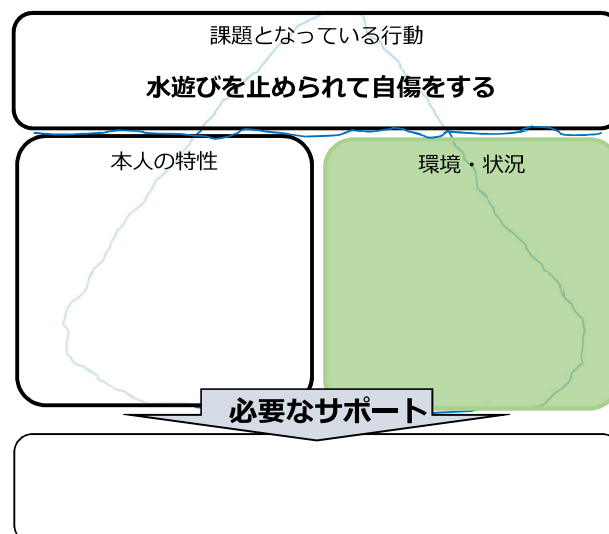 課題となっている行動
水遊びを止められて自傷をする
本人の特性
環境・状況
必要なサポート